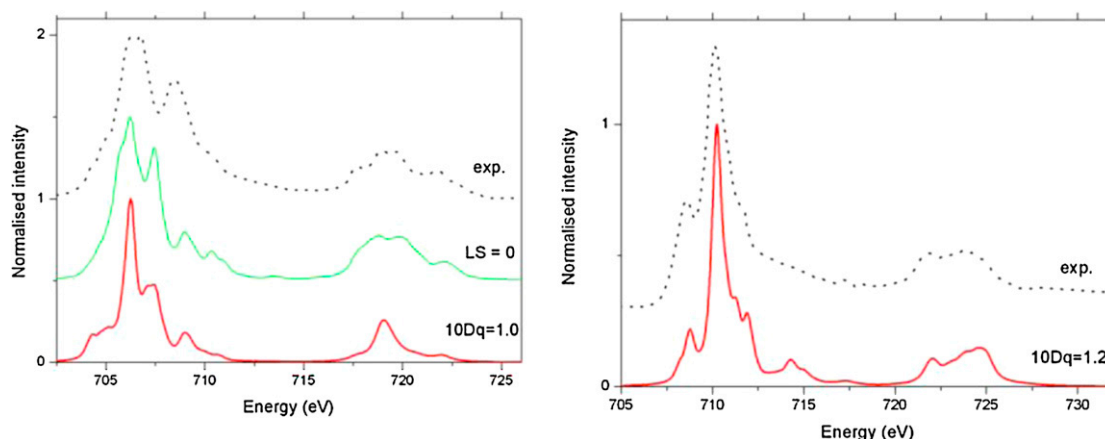 2
1
0
Normalised intensity
exp.
LS = 0
10Dq=1.0
705 710 715 720 725
Energy (eV)
1
0
Normalised intensity
exp.
10Dq=1.2
705 710 715 720 725 730
Energy (eV)